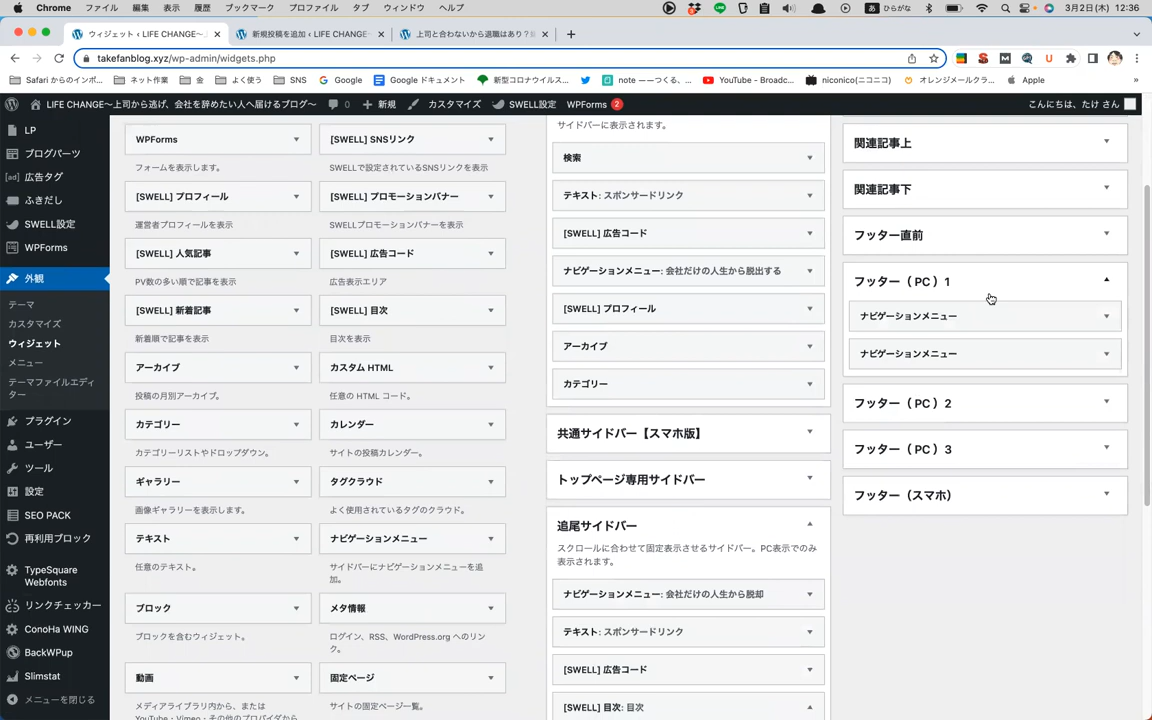 Chrome ファイル 編集 表示 履歴 ブックマーク プロファイル タブ ウィンドウ ヘルプ
あ ひらがな 3月2日(木) 12:36
ウィジェット ‹ LIFE CHANGE〜上
新規投稿を追加 ‹ LIFE CHANGE〜
上司と合わないから退職はあり？
takefanblog.xyz/wp-admin/widgets.php
Safari からのインポ... ネット作業 金 よく使う SNS Google Googleドキュメント 新型コロナウイルス... note ――つくる、... YouTube - Broadc... niconico(ニコニコ) オレンジメールクラ... Apple »
LIFE CHANGE〜上司から逃げ、会社を辞めたい人へ届けるブログ〜 0 新規 カスタマイズ SWELL設定 WPForms 2
こんにちは、たけ さん
LP
ブログパーツ
[ad] 広告タグ
ふきだし
SWELL設定
WPForms
外観
テーマ
カスタマイズ
ウィジェット
メニュー
テーマファイルエディ
ター
プラグイン
ユーザー
ツール
設定
SEO PACK
再利用ブロック
TypeSquare
Webfonts
リンクチェッカー
ConoHa WING
BackWPup
Slimstat
メニューを閉じる
WPForms
フォームを表示します。
[SWELL] SNSリンク
SWELLで設定されているSNSリンクを表示
[SWELL] プロフィール
運営者プロフィールを表示
[SWELL] プロモーションバナー
SWELLプロモーションバナーを表示
[SWELL] 人気記事
PV数の多い順で記事を表示
[SWELL] 広告コード
広告表示エリア
[SWELL] 新着記事
新着順で記事を表示
[SWELL] 目次
目次を表示
アーカイブ
投稿の月別アーカイブ。
カスタム HTML
任意の HTML コード。
カテゴリー
カテゴリーリストやドロップダウン。
カレンダー
サイトの投稿カレンダー。
ギャラリー
画像ギャラリーを表示します。
タグクラウド
よく使用されているタグのクラウド。
テキスト
任意のテキスト。
ナビゲーションメニュー
サイドバーにナビゲーションメニューを追
加。
ブロック
ブロックを含むウィジェット。
メタ情報
ログイン、RSS、WordPress.org へのリン
ク。
動画
メディアライブラリ内から、または
YouTube・Vimeo・その他のプロバイダから
固定ページ
サイトの固定ページ一覧。
サイドバーに表示されます。
検索
テキスト: スポンサードリンク
[SWELL] 広告コード
ナビゲーションメニュー: 会社だけの人生から脱出する
[SWELL] プロフィール
アーカイブ
カテゴリー
共通サイドバー【スマホ版】
トップページ専用サイドバー
追尾サイドバー
スクロールに合わせて固定表示させるサイドバー。PC表示でのみ
表示されます。
ナビゲーションメニュー: 会社だけの人生から脱却
テキスト: スポンサードリンク
[SWELL] 広告コード
[SWELL] 目次: 目次
関連記事上
関連記事下
フッター直前
フッター（ PC ）1
ナビゲーションメニュー
ナビゲーションメニュー
フッター（ PC ）2
フッター（ PC ）3
フッター（スマホ）